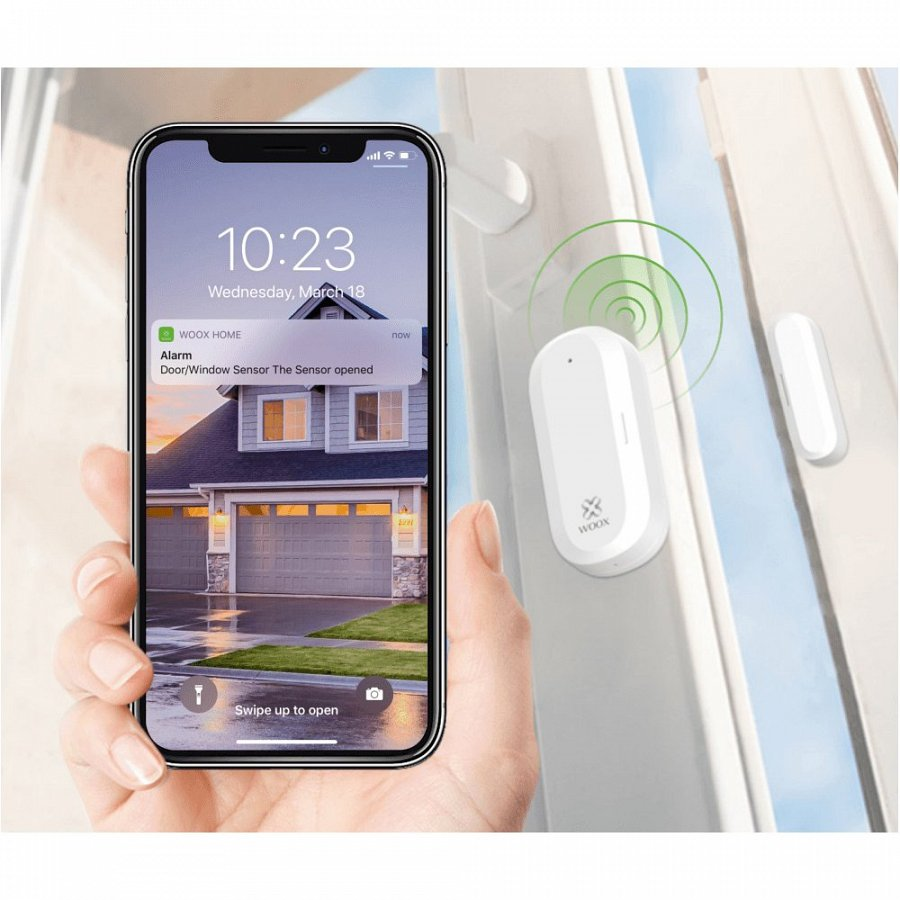 10:23
Wednesday, March 18
WOOX HOME now
Alarm
Door/Window Sensor The Sensor opened
Swipe up to open
WOOX